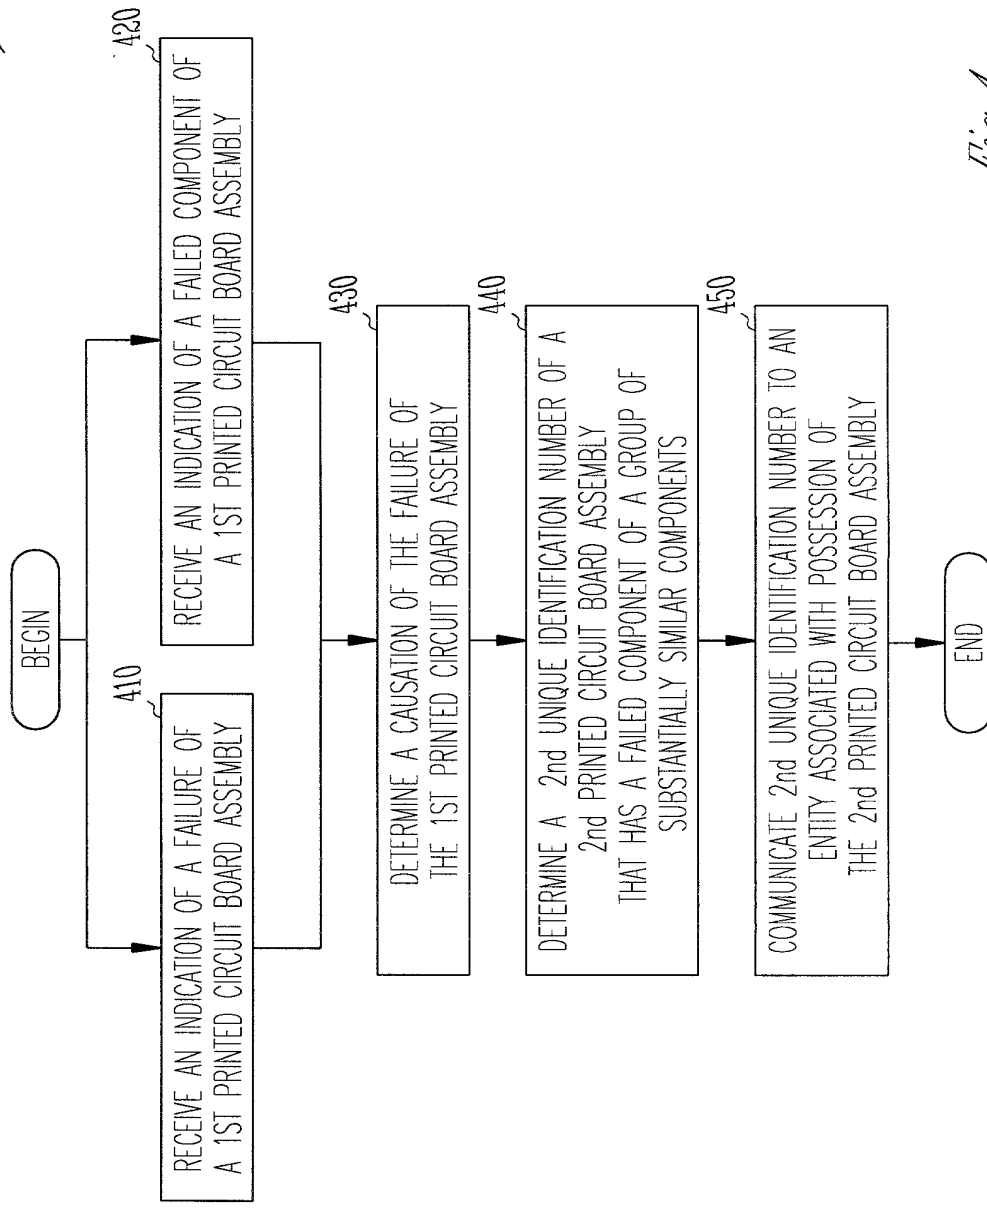 BEGIN
410
RECEIVE AN INDICATION OF A FAILURE OF
A 1ST PRINTED CIRCUIT BOARD ASSEMBLY
420
RECEIVE AN INDICATION OF A FAILED COMPONENT OF
A 1ST PRINTED CIRCUIT BOARD ASSEMBLY
430
DETERMINE A CAUSATION OF THE FAILURE OF
THE 1ST PRINTED CIRCUIT BOARD ASSEMBLY
440
DETERMINE A 2nd UNIQUE IDENTIFICATION NUMBER OF A
2nd PRINTED CIRCUIT BOARD ASSEMBLY
THAT HAS A FAILED COMPONENT OF A GROUP OF
SUBSTANTIALLY SIMILAR COMPONENTS
450
COMMUNICATE 2nd UNIQUE IDENTIFICATION NUMBER TO AN
ENTITY ASSOCIATED WITH POSSESSION OF
THE 2nd PRINTED CIRCUIT BOARD ASSEMBLY
END